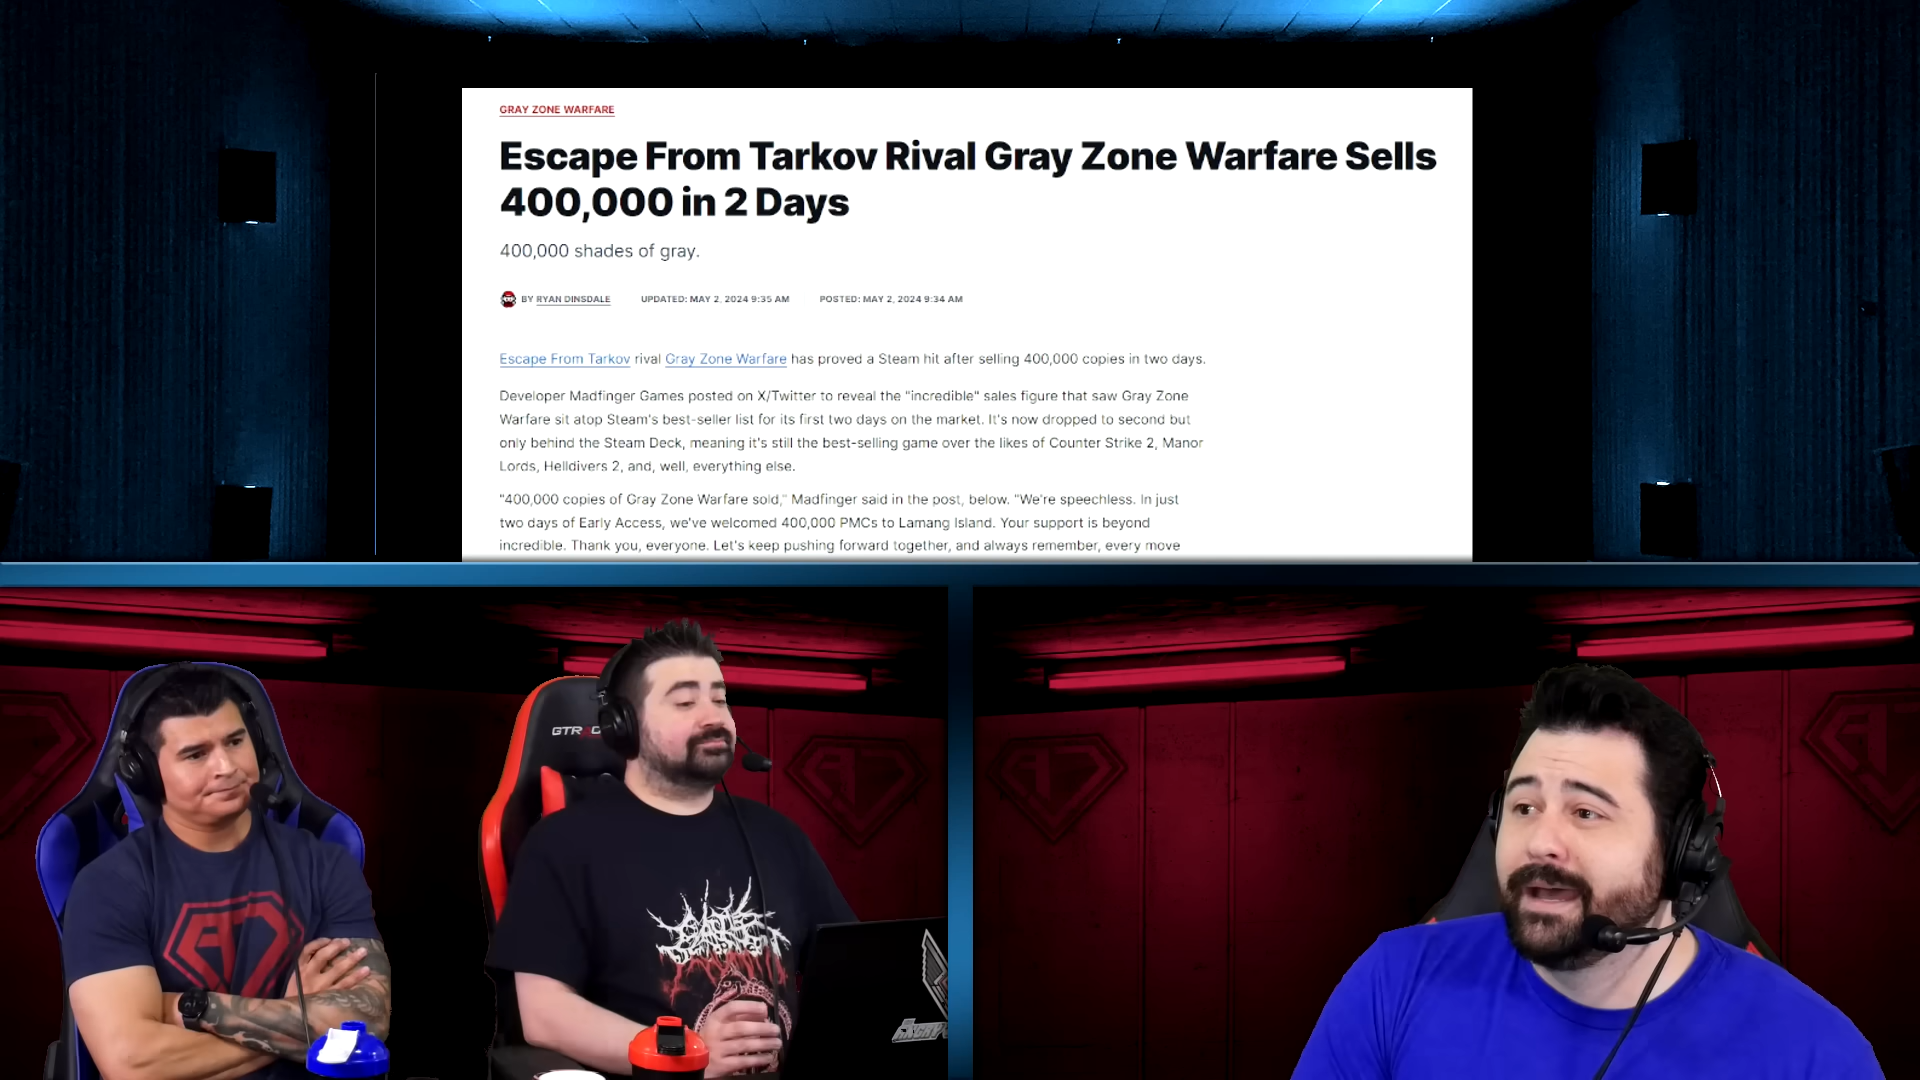 GRAY ZONE WARFARE
Escape From Tarkov Rival Gray Zone Warfare Sells
400,000 in 2 Days
400,000 shades of gray.
BY RYAN DINSDALE UPDATED: MAY 2, 2024 9:35 AM POSTED: MAY 2, 2024 9:34 AM
Escape From Tarkov rival Gray Zone Warfare has proved a Steam hit after selling 400,000 copies in two days.
Developer Madfinger Games posted on X/Twitter to reveal the "incredible" sales figure that saw Gray Zone
Warfare sit atop Steam's best-seller list for its first two days on the market. It's now dropped to second but
only behind the Steam Deck, meaning it's still the best-selling game over the likes of Counter Strike 2, Manor
Lords, Helldivers 2, and, well, everything else.
"400,000 copies of Gray Zone Warfare sold," Madfinger said in the post, below. "We're speechless. In just
two days of Early Access, we've welcomed 400,000 PMCs to Lamang Island. Your support is beyond
incredible. Thank you, everyone. Let's keep pushing forward together, and always remember, every move